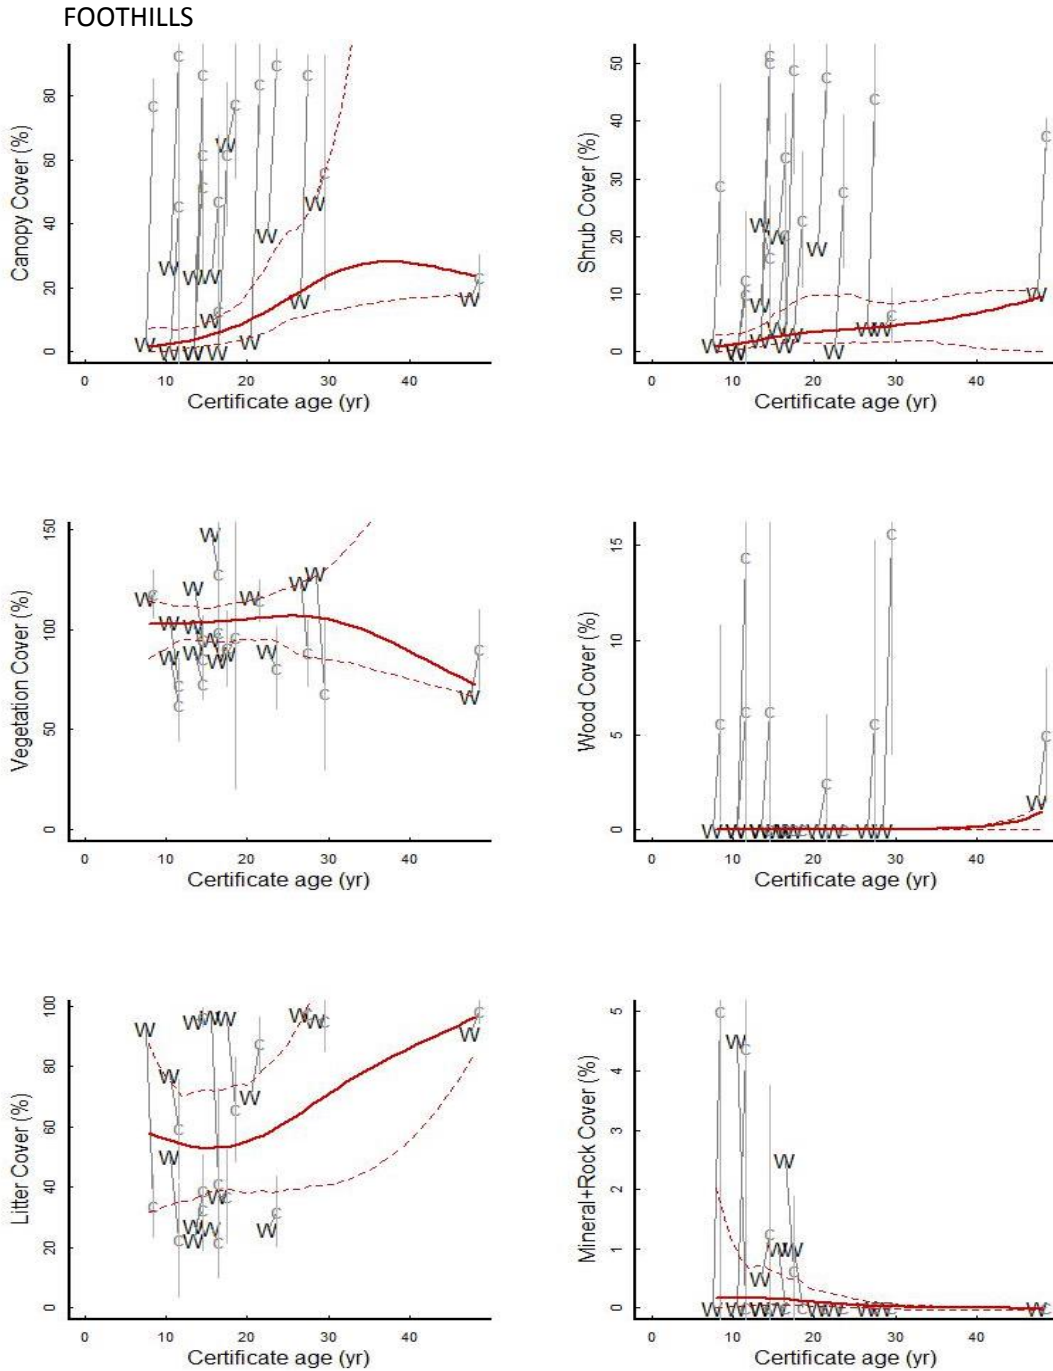 FOOTHILLS
Canopy Cover (%)
80
60
40
20
0
0 10 20 30 40
Certificate age (yr)
Shrub Cover (%)
50
40
30
20
10
0
0 10 20 30 40
Certificate age (yr)
Vegetation Cover (%)
150
100
50
0
0 10 20 30 40
Certificate age (yr)
Wood Cover (%)
15
10
5
0
0 10 20 30 40
Certificate age (yr)
Litter Cover (%)
100
80
60
40
20
0
0 10 20 30 40
Certificate age (yr)
Mineral+Rock Cover (%)
5
4
3
2
1
0
0 10 20 30 40
Certificate age (yr)